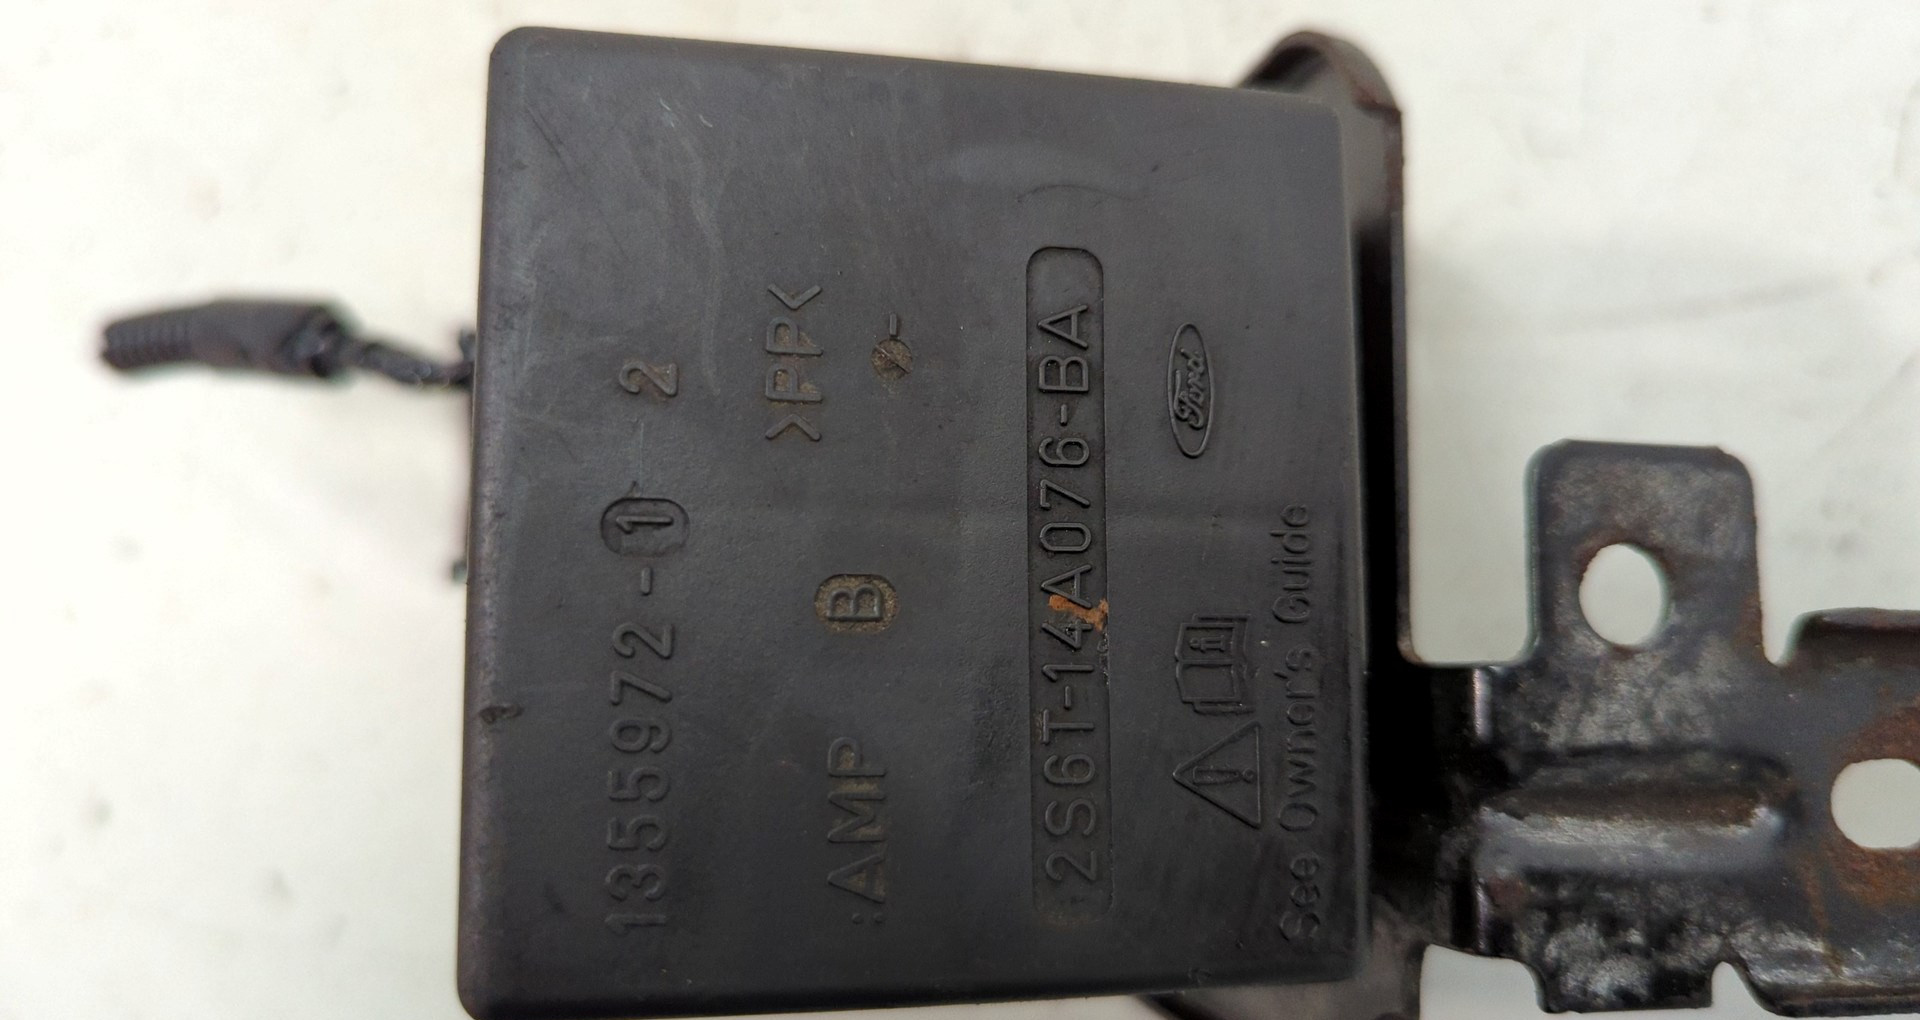 1355972-1 2
>PP<
:AMP B
2S6T-14A076-BA
Ford
See Owner's Guide